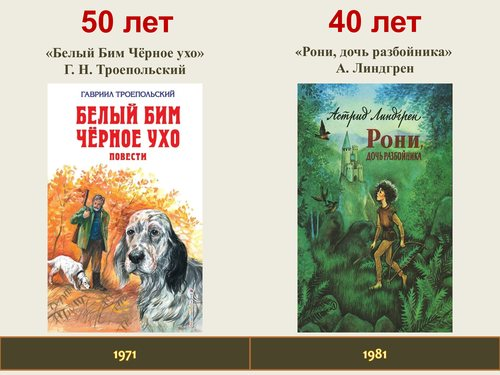 50 лет
«Белый Бим Чёрное ухо»
Г. Н. Троепольский
ГАВРИИЛ ТРОЕПОЛЬСКИЙ
БЕЛЫЙ БИМ
ЧЁРНОЕ УХО
ПОВЕСТИ
1971
40 лет
«Рони, дочь разбойника»
А. Линдгрен
Астрид Линдгрен
Рони,
ДОЧЬ РАЗБОЙНИКА
1981